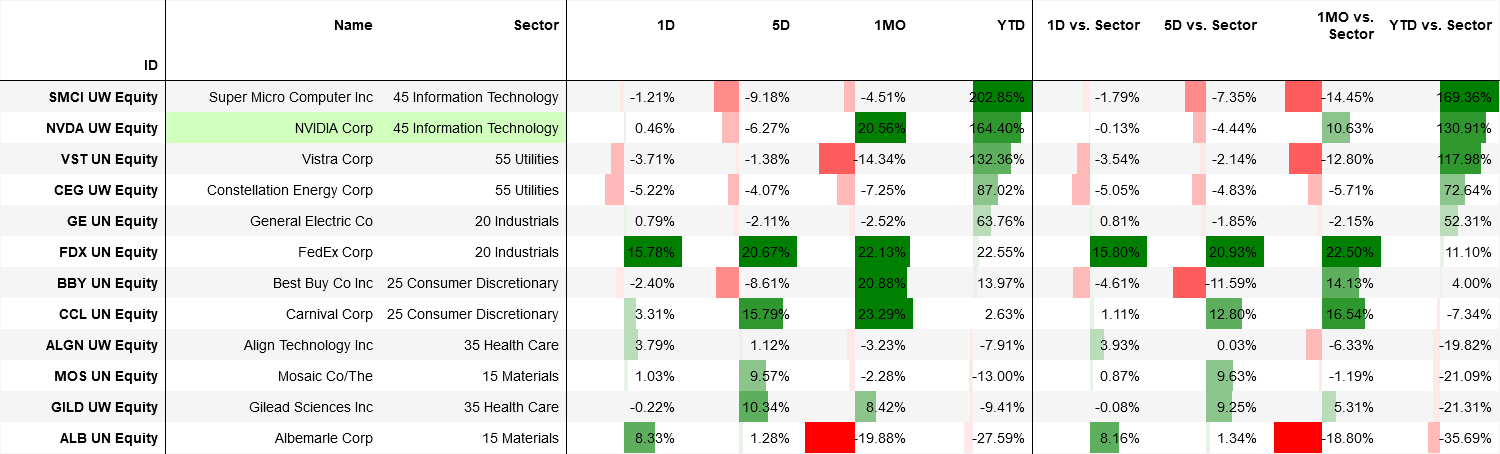 Name Sector 1D 5D 1MO YTD 1D vs. Sector 5D vs. Sector 1MO vs. Sector YTD vs. Sector
ID
SMCI UW Equity Super Micro Computer Inc 45 Information Technology -1.21% -9.18% -4.51% 202.85% -1.79% -7.35% -14.45% 169.36%
NVDA UW Equity NVIDIA Corp 45 Information Technology 0.46% -6.27% 20.56% 164.40% -0.13% -4.44% 10.63% 130.91%
VST UN Equity Vistra Corp 55 Utilities -3.71% -1.38% -14.34% 132.36% -3.54% -2.14% -12.80% 117.98%
CEG UW Equity Constellation Energy Corp 55 Utilities -5.22% -4.07% -7.25% 87.02% -5.05% -4.83% -5.71% 72.64%
GE UN Equity General Electric Co 20 Industrials 0.79% -2.11% -2.52% 63.76% 0.81% -1.85% -2.15% 52.31%
FDX UN Equity FedEx Corp 20 Industrials 15.78% 20.67% 22.13% 22.55% 15.80% 20.93% 22.50% 11.10%
BBY UN Equity Best Buy Co Inc 25 Consumer Discretionary -2.40% -8.61% 20.88% 13.97% -4.61% -11.59% 14.13% 4.00%
CCL UN Equity Carnival Corp 25 Consumer Discretionary 3.31% 15.79% 23.29% 2.63% 1.11% 12.80% 16.54% -7.34%
ALGN UW Equity Align Technology Inc 35 Health Care 3.79% 1.12% -3.23% -7.91% 3.93% 0.03% -6.33% -19.82%
MOS UN Equity Mosaic Co/The 15 Materials 1.03% 9.57% -2.28% -13.00% 0.87% 9.63% -1.19% -21.09%
GILD UW Equity Gilead Sciences Inc 35 Health Care -0.22% 10.34% 8.42% -9.41% -0.08% 9.25% 5.31% -21.31%
ALB UN Equity Albemarle Corp 15 Materials 8.33% 1.28% -19.88% -27.59% 8.16% 1.34% -18.80% -35.69%